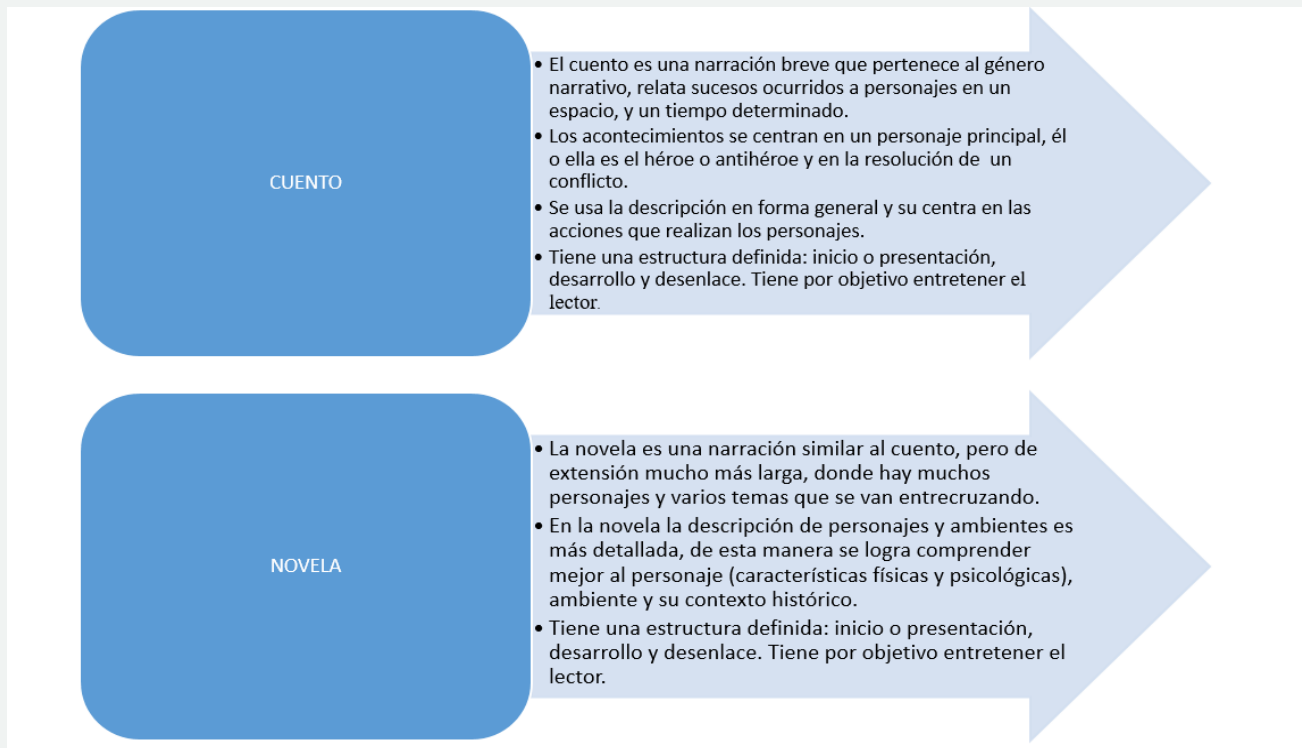 CUENTO
• El cuento es una narración breve que pertenece al género
narrativo, relata sucesos ocurridos a personajes en un
espacio, y un tiempo determinado.
• Los acontecimientos se centran en un personaje principal, él
o ella es el héroe o antihéroe y en la resolución de  un
conflicto.
• Se usa la descripción en forma general y su centra en las
acciones que realizan los personajes.
• Tiene una estructura definida: inicio o presentación,
desarrollo y desenlace. Tiene por objetivo entretener el
lector.
NOVELA
• La novela es una narración similar al cuento, pero de
extensión mucho más larga, donde hay muchos
personajes y varios temas que se van entrecruzando.
• En la novela la descripción de personajes y ambientes es
más detallada, de esta manera se logra comprender
mejor al personaje (características físicas y psicológicas),
ambiente y su contexto histórico.
• Tiene una estructura definida: inicio o presentación,
desarrollo y desenlace. Tiene por objetivo entretener el
lector.